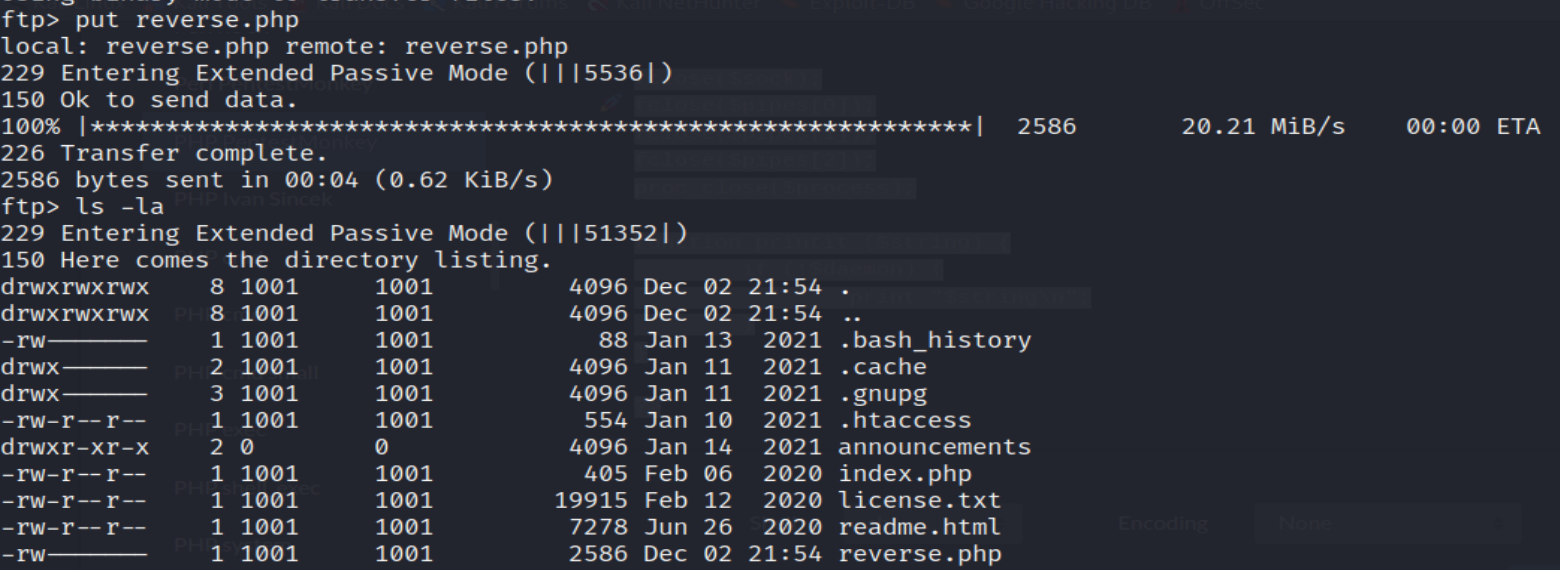 ftp> put reverse.php
local: reverse.php remote: reverse.php
229 Entering Extended Passive Mode (|||5536|)
150 Ok to send data.
100% |***********************************************************| 2586 20.21 MiB/s 00:00 ETA
226 Transfer complete.
2586 bytes sent in 00:04 (0.62 KiB/s)
ftp> ls -la
229 Entering Extended Passive Mode (|||51352|)
150 Here comes the directory listing.
drwxrwxrwx 8 1001 1001 4096 Dec 02 21:54 .
drwxrwxrwx 8 1001 1001 4096 Dec 02 21:54 ..
-rw------- 1 1001 1001 88 Jan 13 2021 .bash_history
drwx------ 2 1001 1001 4096 Jan 11 2021 .cache
drwx------ 3 1001 1001 4096 Jan 11 2021 .gnupg
-rw-r--r-- 1 1001 1001 554 Jan 10 2021 .htaccess
drwxr-xr-x 2 0 0 4096 Jan 14 2021 announcements
-rw-r--r-- 1 1001 1001 405 Feb 06 2020 index.php
-rw-r--r-- 1 1001 1001 19915 Feb 12 2020 license.txt
-rw-r--r-- 1 1001 1001 7278 Jun 26 2020 readme.html
-rw------- 1 1001 1001 2586 Dec 02 21:54 reverse.php
PHP Ivan Sincek
Encoding
None